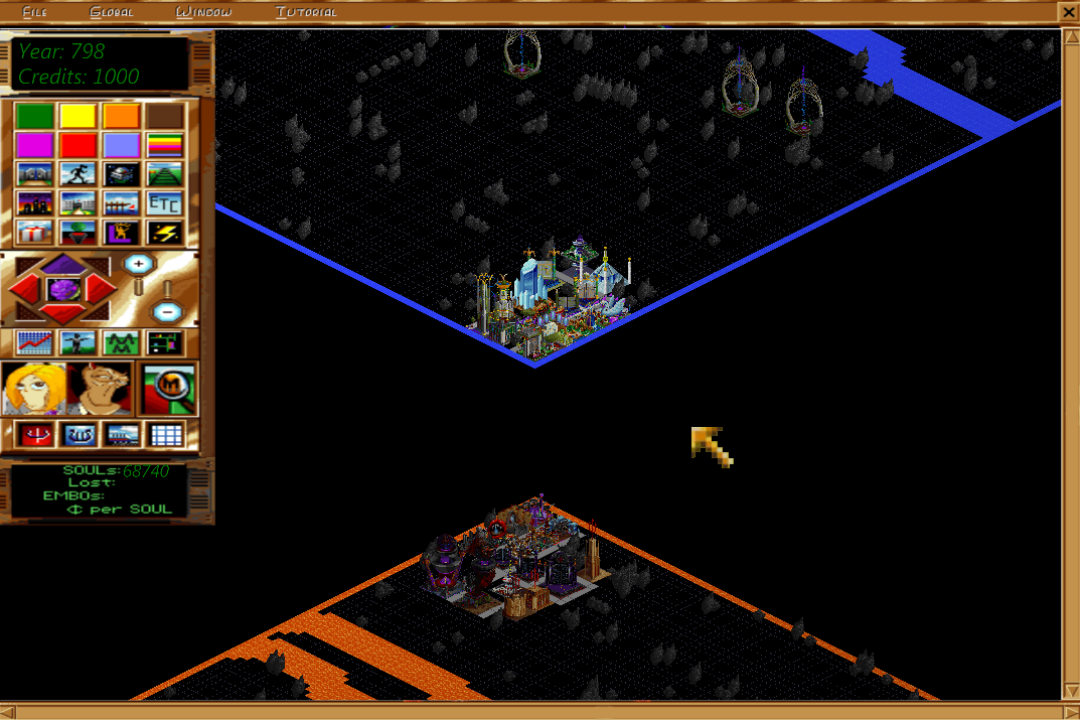 File Global Window Tutorial
Year: 798
Credits: 1000
ETC
SOULs: 68740
Lost:
EMBOs:
₵ per SOUL